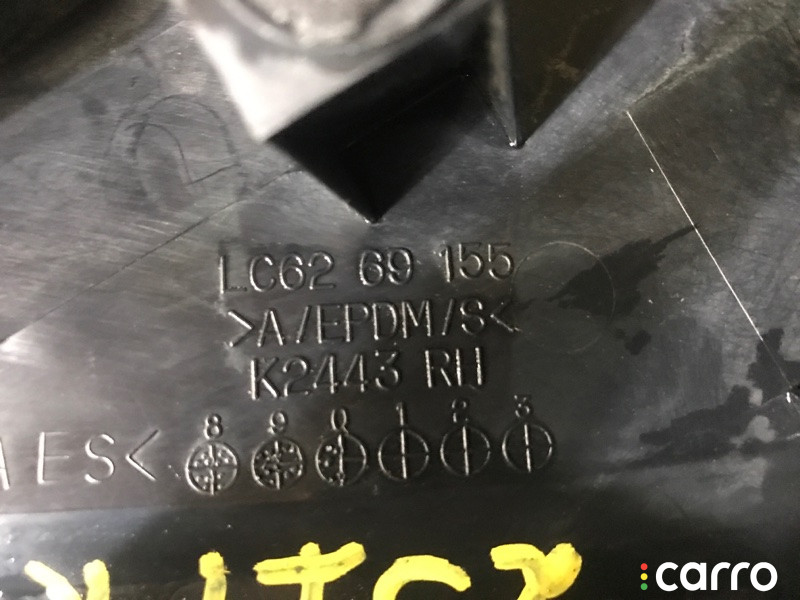 LC62 69 155
>A/EPDM/S<
K2443 RH
8 9 0 1 2 3
AES<
carro